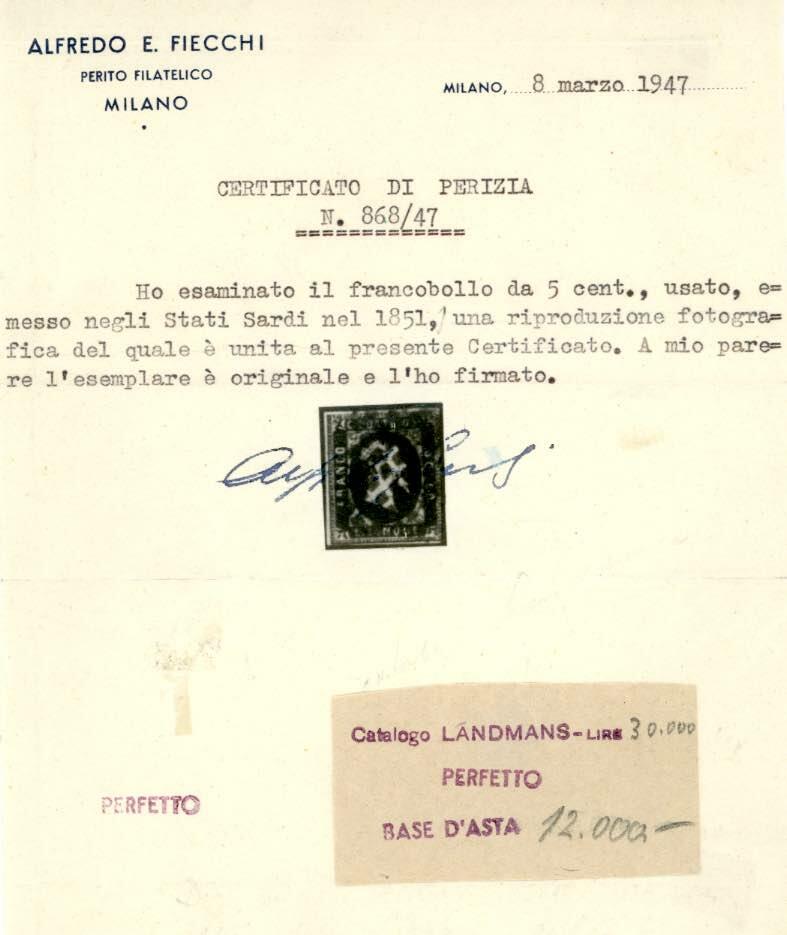 ALFREDO E. FIECCHI
PERITO FILATELICO
MILANO
MILANO, 8 marzo 1947
CERTIFICATO DI PERIZIA
N. 868/47
Ho esaminato il francobollo da 5 cent., usato, e=
messo negli Stati Sardi nel 1851, una riproduzione fotogra=
fica del quale è unita al presente Certificato. A mio pare=
re l'esemplare è originale e l'ho firmato.
FRANCO
Catalogo LANDMANS-LIRE 30.000
PERFETTO
BASE D'ASTA 12.000-
PERFETTO